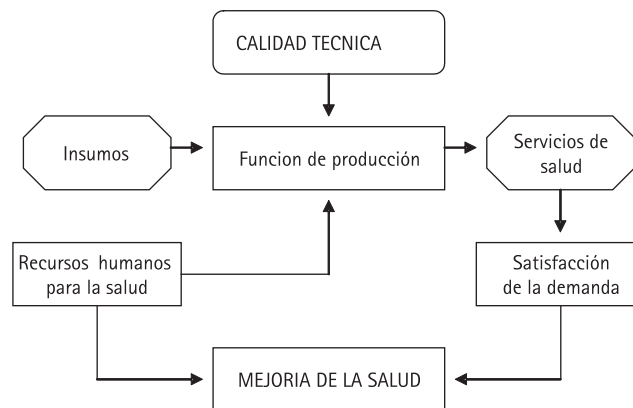 CALIDAD TECNICA
Insumos
Funcion de producción
Servicios de
salud
Recursos humanos
para la salud
Satisfacción
de la demanda
MEJORIA DE LA SALUD